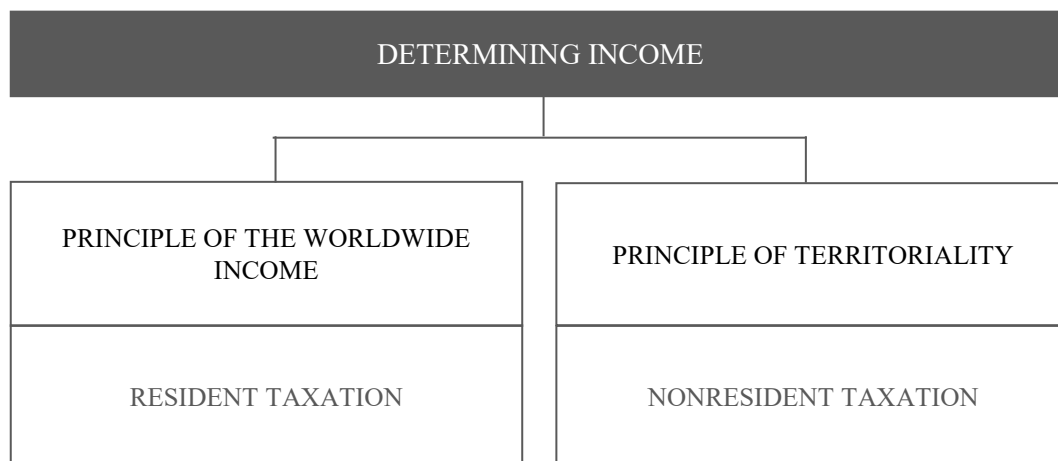 DETERMINING INCOME
PRINCIPLE OF THE WORLDWIDE
INCOME
PRINCIPLE OF TERRITORIALITY
RESIDENT TAXATION
NONRESIDENT TAXATION